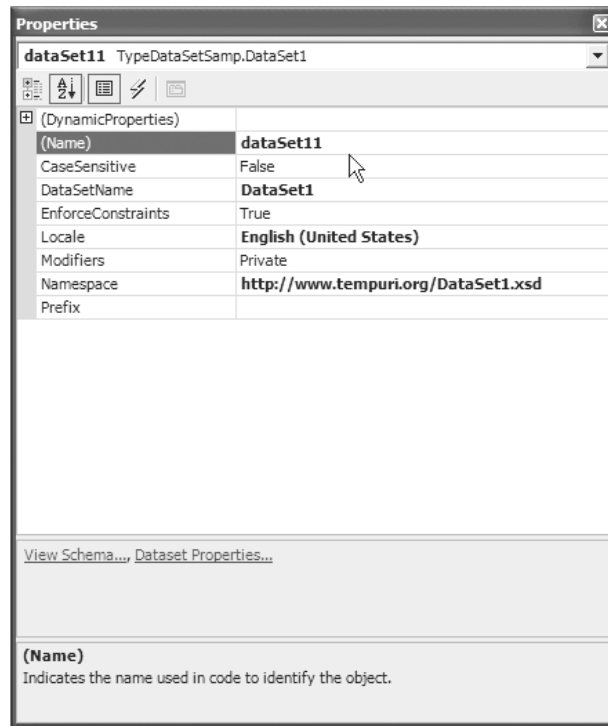 Properties
dataSet11 TypeDataSetSamp.DataSet1
(DynamicProperties)
(Name) dataSet11
CaseSensitive False
DataSetName DataSet1
EnforceConstraints True
Locale English (United States)
Modifiers Private
Namespace http://www.tempuri.org/DataSet1.xsd
Prefix
View Schema..., Dataset Properties...
(Name)
Indicates the name used in code to identify the object.